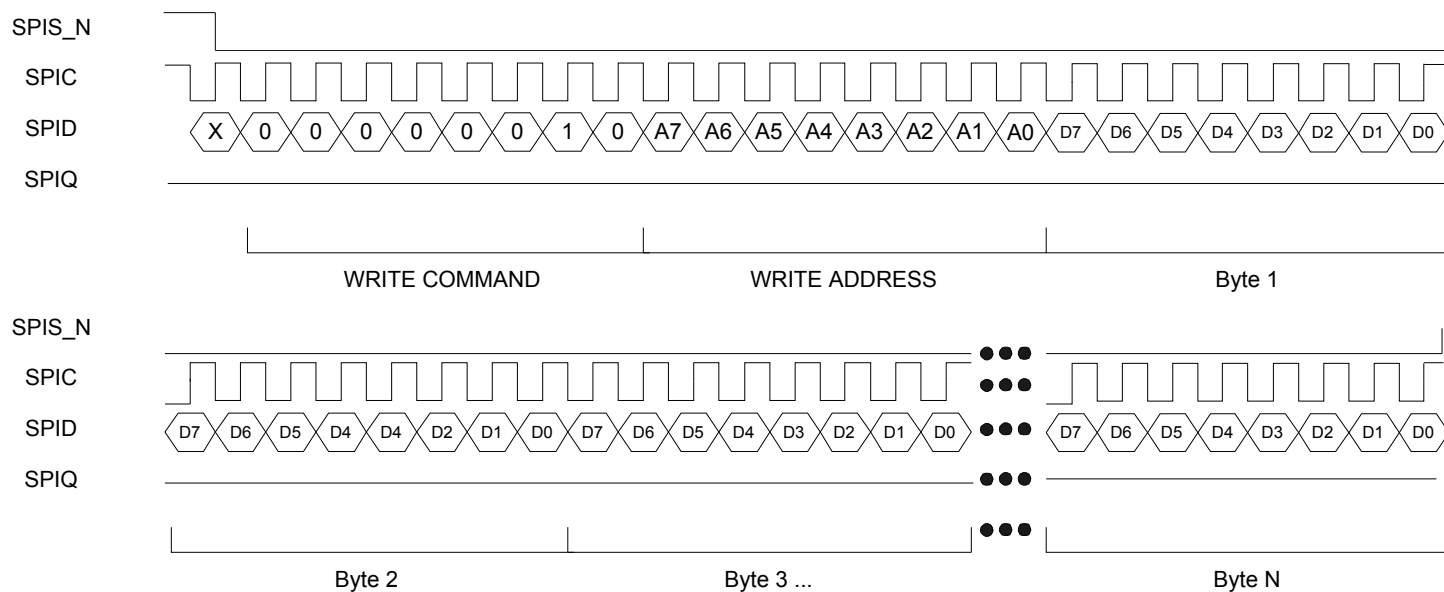 SPIS_N
SPIC
SPID X 0 0 0 0 0 0 1 0 A7 A6 A5 A4 A3 A2 A1 A0 D7 D6 D5 D4 D3 D2 D1 D0
SPIQ
WRITE COMMAND WRITE ADDRESS Byte 1
SPIS_N
SPIC
SPID D7 D6 D5 D4 D4 D2 D1 D0 D7 D6 D5 D4 D3 D2 D1 D0 D7 D6 D5 D4 D3 D2 D1 D0
SPIQ
Byte 2 Byte 3 ... Byte N